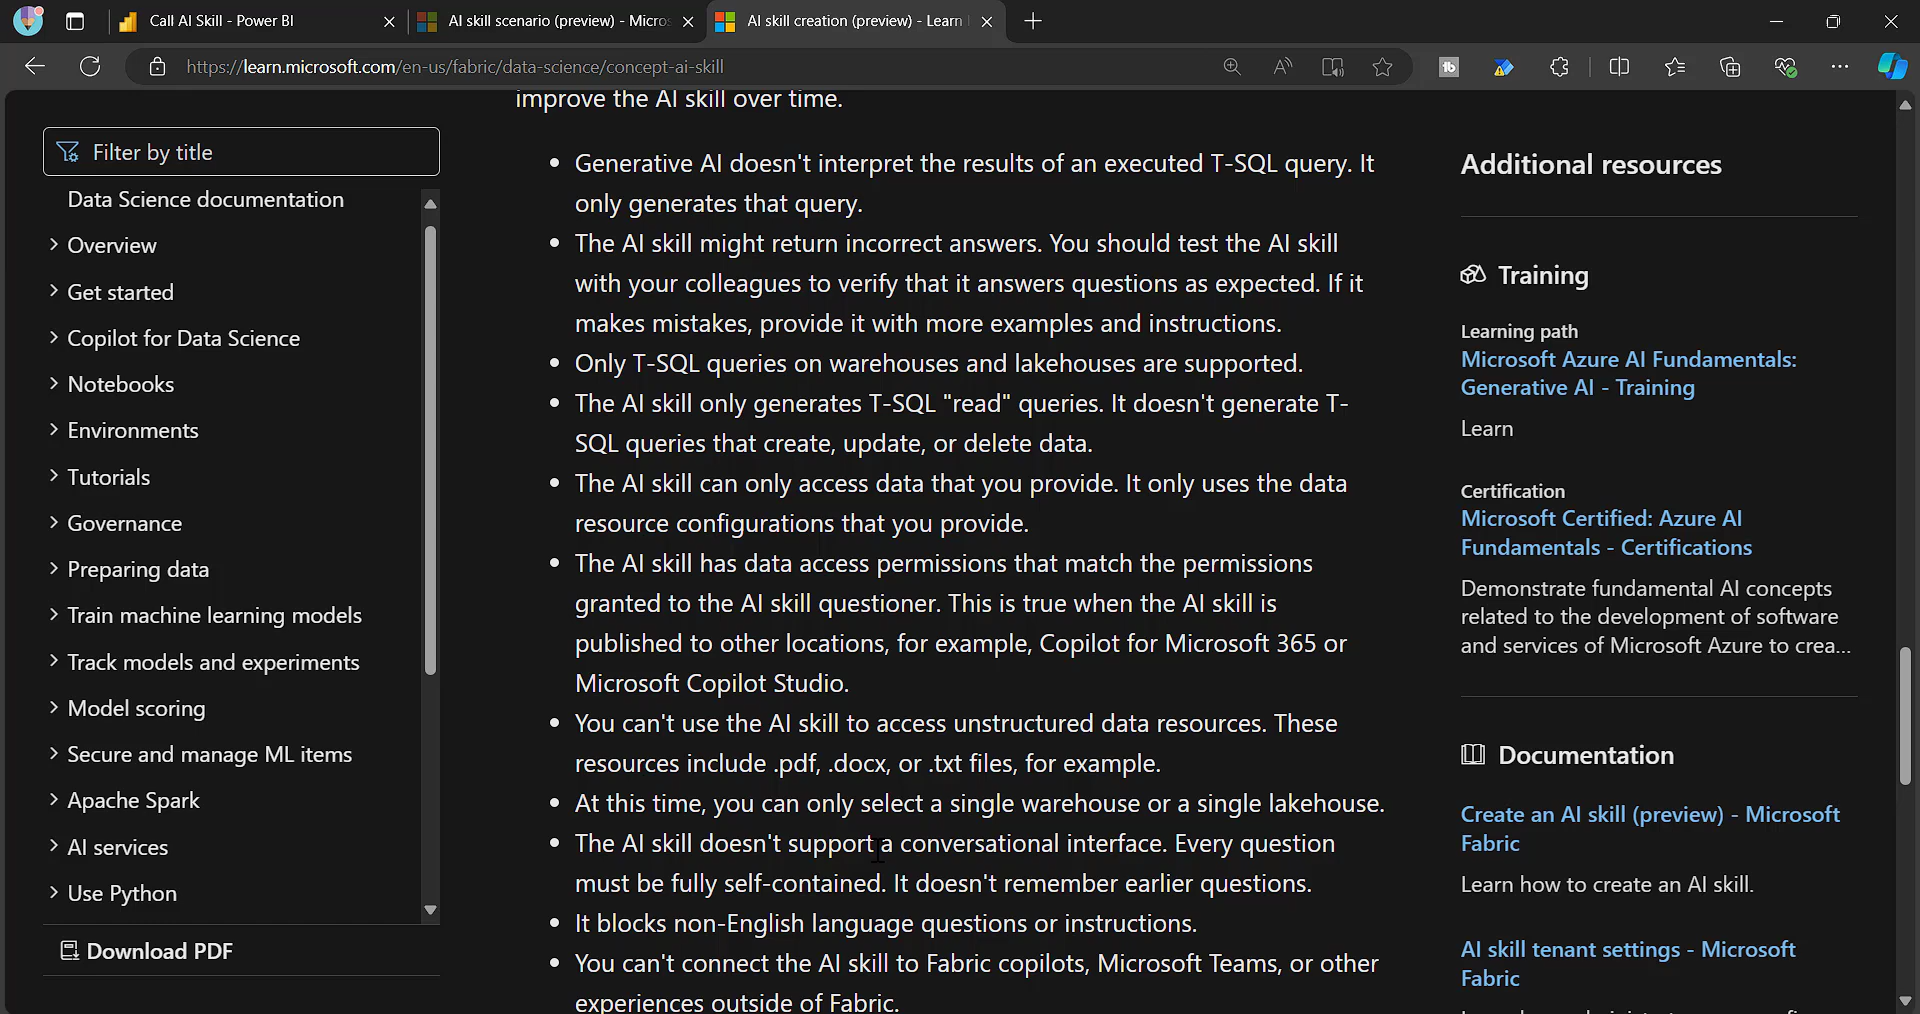 Call AI Skill - Power BI
AI skill scenario (preview) - Micros
AI skill creation (preview) - Learn
https://learn.microsoft.com/en-us/fabric/data-science/concept-ai-skill
Filter by title
Data Science documentation
Overview
Get started
Copilot for Data Science
Notebooks
Environments
Tutorials
Governance
Preparing data
Train machine learning models
Track models and experiments
Model scoring
Secure and manage ML items
Apache Spark
AI services
Use Python
Download PDF
improve the AI skill over time.
• Generative AI doesn't interpret the results of an executed T-SQL query. It
only generates that query.
• The AI skill might return incorrect answers. You should test the AI skill
with your colleagues to verify that it answers questions as expected. If it
makes mistakes, provide it with more examples and instructions.
• Only T-SQL queries on warehouses and lakehouses are supported.
• The AI skill only generates T-SQL "read" queries. It doesn't generate T-
SQL queries that create, update, or delete data.
• The AI skill can only access data that you provide. It only uses the data
resource configurations that you provide.
• The AI skill has data access permissions that match the permissions
granted to the AI skill questioner. This is true when the AI skill is
published to other locations, for example, Copilot for Microsoft 365 or
Microsoft Copilot Studio.
• You can't use the AI skill to access unstructured data resources. These
resources include .pdf, .docx, or .txt files, for example.
• At this time, you can only select a single warehouse or a single lakehouse.
• The AI skill doesn't support a conversational interface. Every question
must be fully self-contained. It doesn't remember earlier questions.
• It blocks non-English language questions or instructions.
• You can't connect the AI skill to Fabric copilots, Microsoft Teams, or other
experiences outside of Fabric.
Additional resources
Training
Learning path
Microsoft Azure AI Fundamentals:
Generative AI - Training
Learn
Certification
Microsoft Certified: Azure AI
Fundamentals - Certifications
Demonstrate fundamental AI concepts
related to the development of software
and services of Microsoft Azure to crea...
Documentation
Create an AI skill (preview) - Microsoft
Fabric
Learn how to create an AI skill.
AI skill tenant settings - Microsoft
Fabric